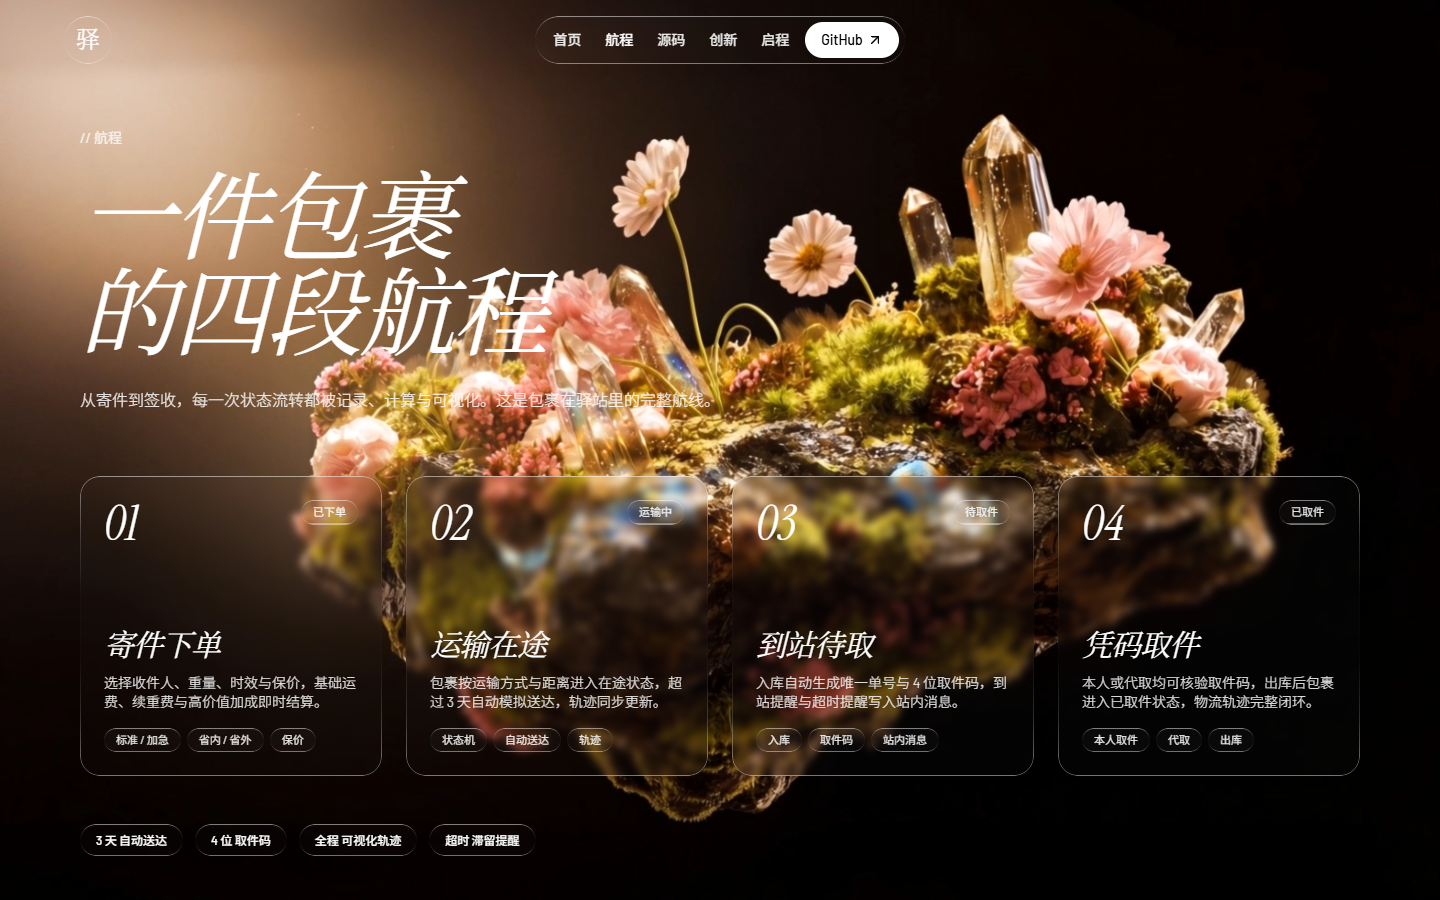 驿
首页 航程 源码 创新 启程 GitHub
// 航程
一件包裹
的四段航程
从寄件到签收，每一次状态流转都被记录、计算与可视化。这是包裹在驿站里的完整航线。
01 已下单
寄件下单
选择收件人、重量、时效与保价，基础运
费、续重费与高价值加成即时结算。
标准 / 加急 省内 / 省外 保价
02 运输中
运输在途
包裹按运输方式与距离进入在途状态，超
过 3 天自动模拟送达，轨迹同步更新。
状态机 自动送达 轨迹
03 待取件
到站待取
入库自动生成唯一单号与 4 位取件码，到
站提醒与超时提醒写入站内消息。
入库 取件码 站内消息
04 已取件
凭码取件
本人或代取均可核验取件码，出库后包裹
进入已取件状态，物流轨迹完整闭环。
本人取件 代取 出库
3 天 自动送达 4 位 取件码 全程 可视化轨迹 超时 滞留提醒